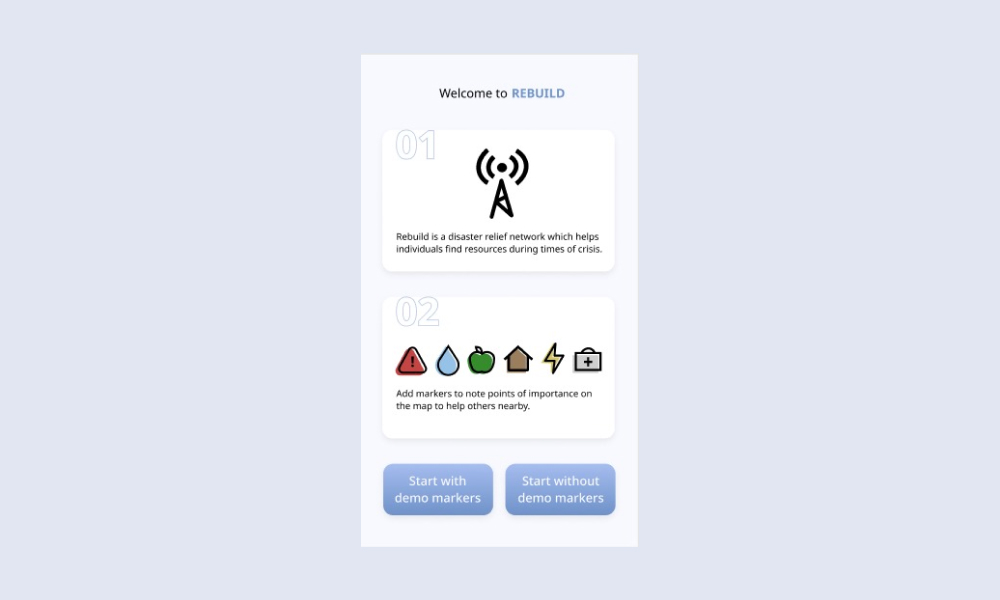 Welcome to REBUILD
01
Rebuild is a disaster relief network which helps
individuals find resources during times of crisis.
02
Add markers to note points of importance on
the map to help others nearby.
Start with
demo markers
Start without
demo markers